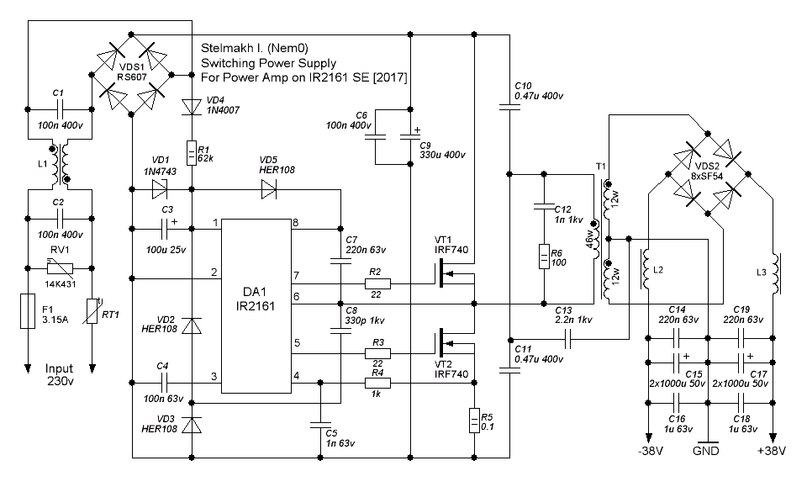 Stelmakh I. (Nem0)
Switching Power Supply
For Power Amp on IR2161 SE [2017]
VDS1
RS607
C1
100n 400v
L1
C2
100n 400v
RV1
14K431
F1
3.15A
RT1
Input
230v
VD4
1N4007
R1
62k
VD1
1N4743
VD5
HER108
C3
+
100u 25v
VD2
HER108
C4
100n 63v
VD3
HER108
1
2
3
8
7
6
5
4
DA1
IR2161
C6
100n 400v
+
C9
330u 400v
C7
220n 63v
C8
330p 1kv
C5
1n 63v
R2
22
R3
22
R4
1k
R5
0.1
VT1
IRF740
VT2
IRF740
C10
0.47u 400v
C11
0.47u 400v
C12
1n 1kv
R6
100
C13
2.2n 1kv
T1
46w
12w
12w
VDS2
8xSF54
L2
L3
C14
220n 63v
C19
220n 63v
+
C15
2x1000u 50v
+
C17
2x1000u 50v
C16
1u 63v
C18
1u 63v
-38V
GND
+38V